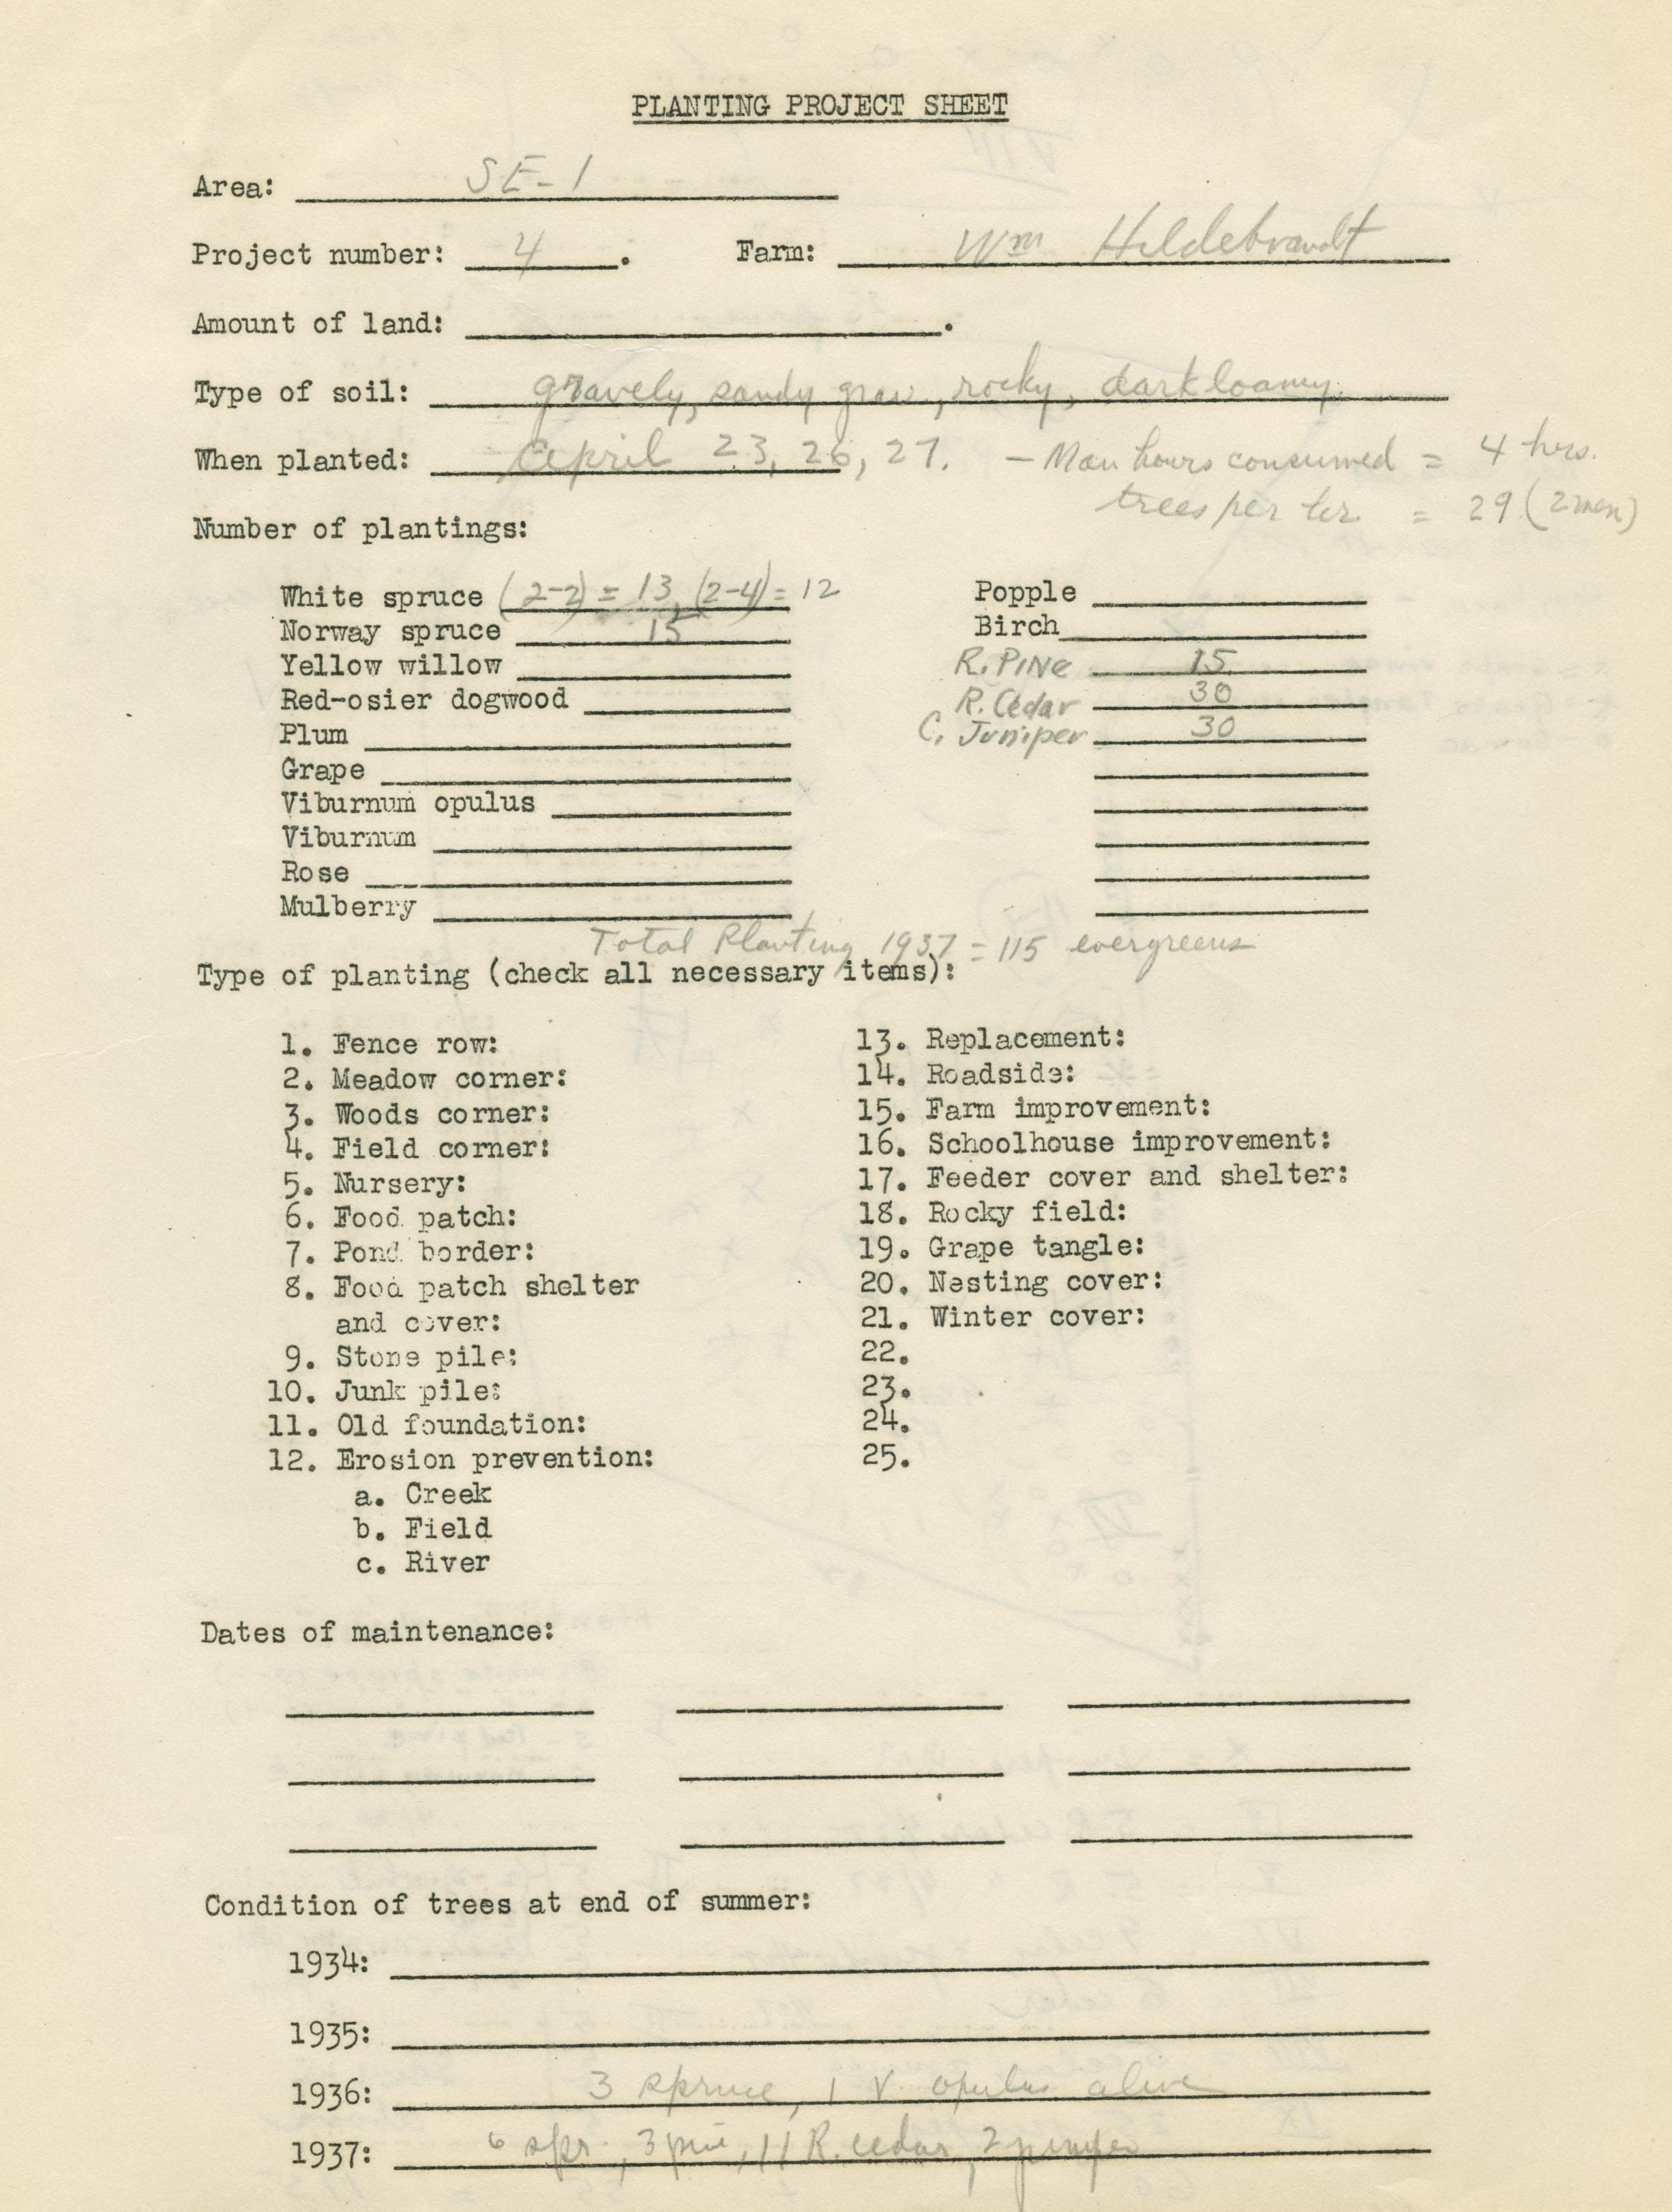 PLANTING PROJECT SHEET
Area: SE-1
Project number: 4. Farm: Wm Hildebrandt
Amount of land: .
Type of soil: gravely, sandy grav., rocky, dark loamy.
When planted: April 23, 26, 27. – Man hours consumed = 4 hrs.
trees per hr. = 29 (2 men)
Number of plantings:
White spruce (2-2) = 13, (2-4) = 12 Popple
Norway spruce 15 Birch
Yellow willow R. PINE 15
Red-osier dogwood R. Cedar 30
Plum C. Juniper 30
Grape
Viburnum opulus
Viburnum
Rose
Mulberry
Total Planting 1937 = 115 evergreens
Type of planting (check all necessary items):
1. Fence row: 13. Replacement:
2. Meadow corner: 14. Roadside:
3. Woods corner: 15. Farm improvement:
4. Field corner: 16. Schoolhouse improvement:
5. Nursery: 17. Feeder cover and shelter:
6. Food patch: 18. Rocky field:
7. Pond border: 19. Grape tangle:
8. Food patch shelter 20. Nesting cover:
and cover: 21. Winter cover:
9. Stone pile: 22.
10. Junk pile: 23.
11. Old foundation: 24.
12. Erosion prevention: 25.
a. Creek
b. Field
c. River
Dates of maintenance:
Condition of trees at end of summer:
1934:
1935:
1936: 3 spruce, 1 V. opulus alive
1937: 6 spr., 3 pine, 11 R. cedar, 2 juniper